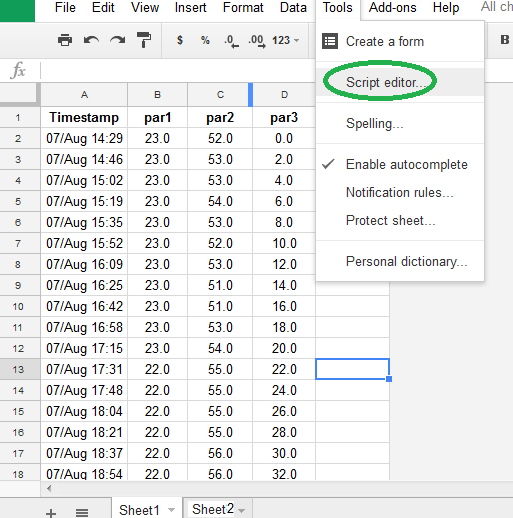 File Edit View Insert Format Data Tools Add-ons Help All ch
$ % .0 .00 123 B
Create a form
Script editor...
Spelling...
Enable autocomplete
Notification rules...
Protect sheet...
Personal dictionary...
fx
A B C D
1 Timestamp par1 par2 par3
2 07/Aug 14:29 23.0 52.0 0.0
3 07/Aug 14:46 23.0 53.0 2.0
4 07/Aug 15:02 23.0 53.0 4.0
5 07/Aug 15:19 23.0 54.0 6.0
6 07/Aug 15:35 23.0 53.0 8.0
7 07/Aug 15:52 23.0 52.0 10.0
8 07/Aug 16:09 23.0 53.0 12.0
9 07/Aug 16:25 23.0 51.0 14.0
10 07/Aug 16:42 23.0 51.0 16.0
11 07/Aug 16:58 23.0 53.0 18.0
12 07/Aug 17:15 23.0 54.0 20.0
13 07/Aug 17:31 22.0 55.0 22.0
14 07/Aug 17:48 22.0 55.0 24.0
15 07/Aug 18:04 22.0 55.0 26.0
16 07/Aug 18:21 22.0 55.0 28.0
17 07/Aug 18:37 22.0 56.0 30.0
18 07/Aug 18:54 22.0 56.0 32.0
Sheet1 Sheet2